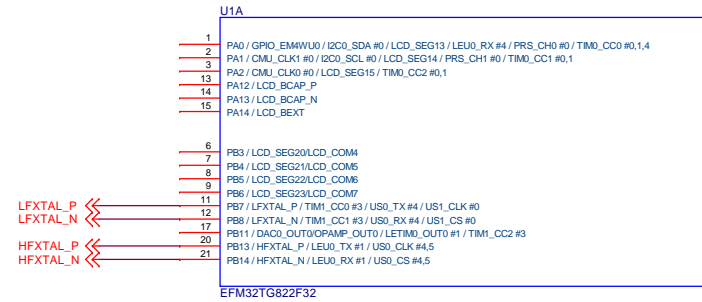 U1A
1 PA0 / GPIO_EM4WU0 / I2C0_SDA #0 / LCD_SEG13 / LEU0_RX #4 / PRS_CH0 #0 / TIM0_CC0 #0,1,4
2 PA1 / CMU_CLK1 #0 / I2C0_SCL #0 / LCD_SEG14 / PRS_CH1 #0 / TIM0_CC1 #0,1
3 PA2 / CMU_CLK0 #0 / LCD_SEG15 / TIM0_CC2 #0,1
13 PA12 / LCD_BCAP_P
14 PA13 / LCD_BCAP_N
15 PA14 / LCD_BEXT
6 PB3 / LCD_SEG20/LCD_COM4
7 PB4 / LCD_SEG21/LCD_COM5
8 PB5 / LCD_SEG22/LCD_COM6
9 PB6 / LCD_SEG23/LCD_COM7
LFXTAL_P 11 PB7 / LFXTAL_P / TIM1_CC0 #3 / US0_TX #4 / US1_CLK #0
LFXTAL_N 12 PB8 / LFXTAL_N / TIM1_CC1 #3 / US0_RX #4 / US1_CS #0
17 PB11 / DAC0_OUT0/OPAMP_OUT0 / LETIM0_OUT0 #1 / TIM1_CC2 #3
HFXTAL_P 20 PB13 / HFXTAL_P / LEU0_TX #1 / US0_CLK #4,5
HFXTAL_N 21 PB14 / HFXTAL_N / LEU0_RX #1 / US0_CS #4,5
EFM32TG822F32